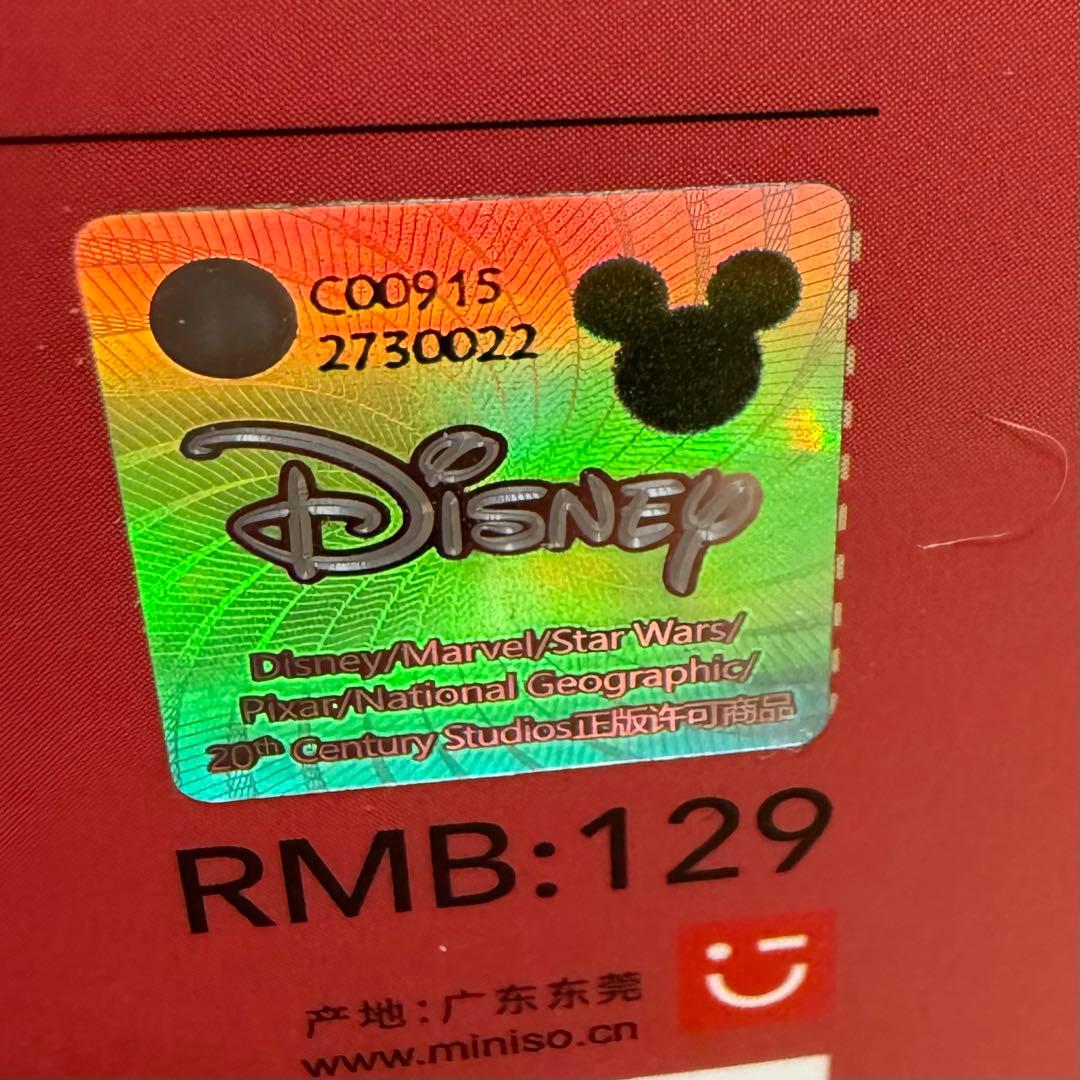 C00915
2730022
Disney
Disney/Marvel/Star Wars/
Pixar/National Geographic/
20th Century Studios正版许可商品
RMB:129
产地:广东东莞
www.miniso.cn